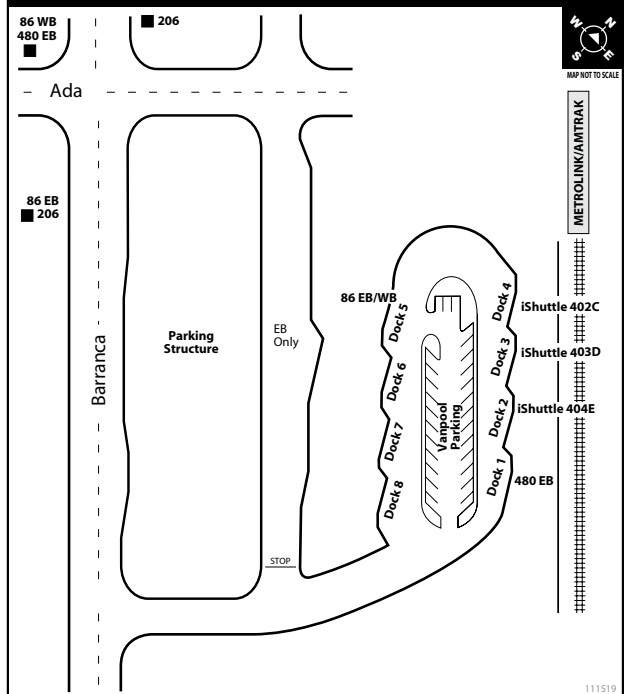 86 WB
480 EB
206
W
N
S
E
MAP NOT TO SCALE
Ada
METROLINK/AMTRAK
86 EB
206
Barranca
Parking
Structure
EB
Only
86 EB/WB
Dock 5
Dock 6
Dock 7
Dock 8
Vanpool
Parking
Dock 4
Dock 3
Dock 2
Dock 1
iShuttle 402C
iShuttle 403D
iShuttle 404E
480 EB
STOP
111519